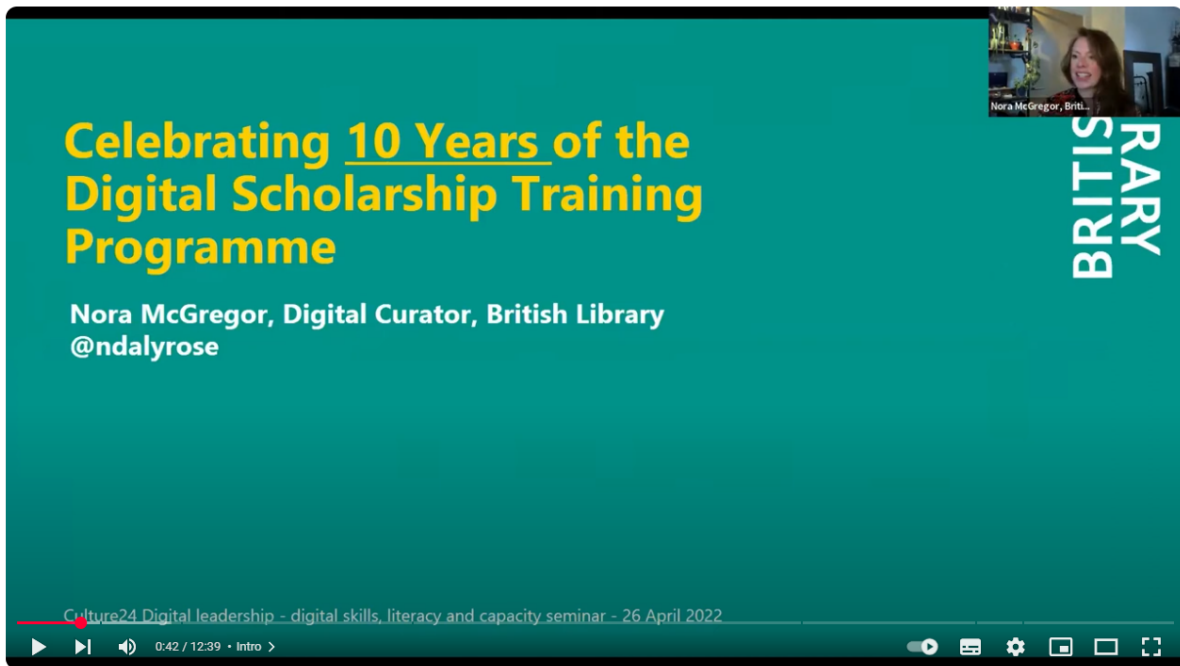 Nora McGregor, Briti...
BRITIS
RARY
Celebrating 10 Years of the
Digital Scholarship Training
Programme
Nora McGregor, Digital Curator, British Library
@ndalyrose
Culture24 Digital leadership - digital skills, literacy and capacity seminar - 26 April 2022
0:42 / 12:39 • Intro